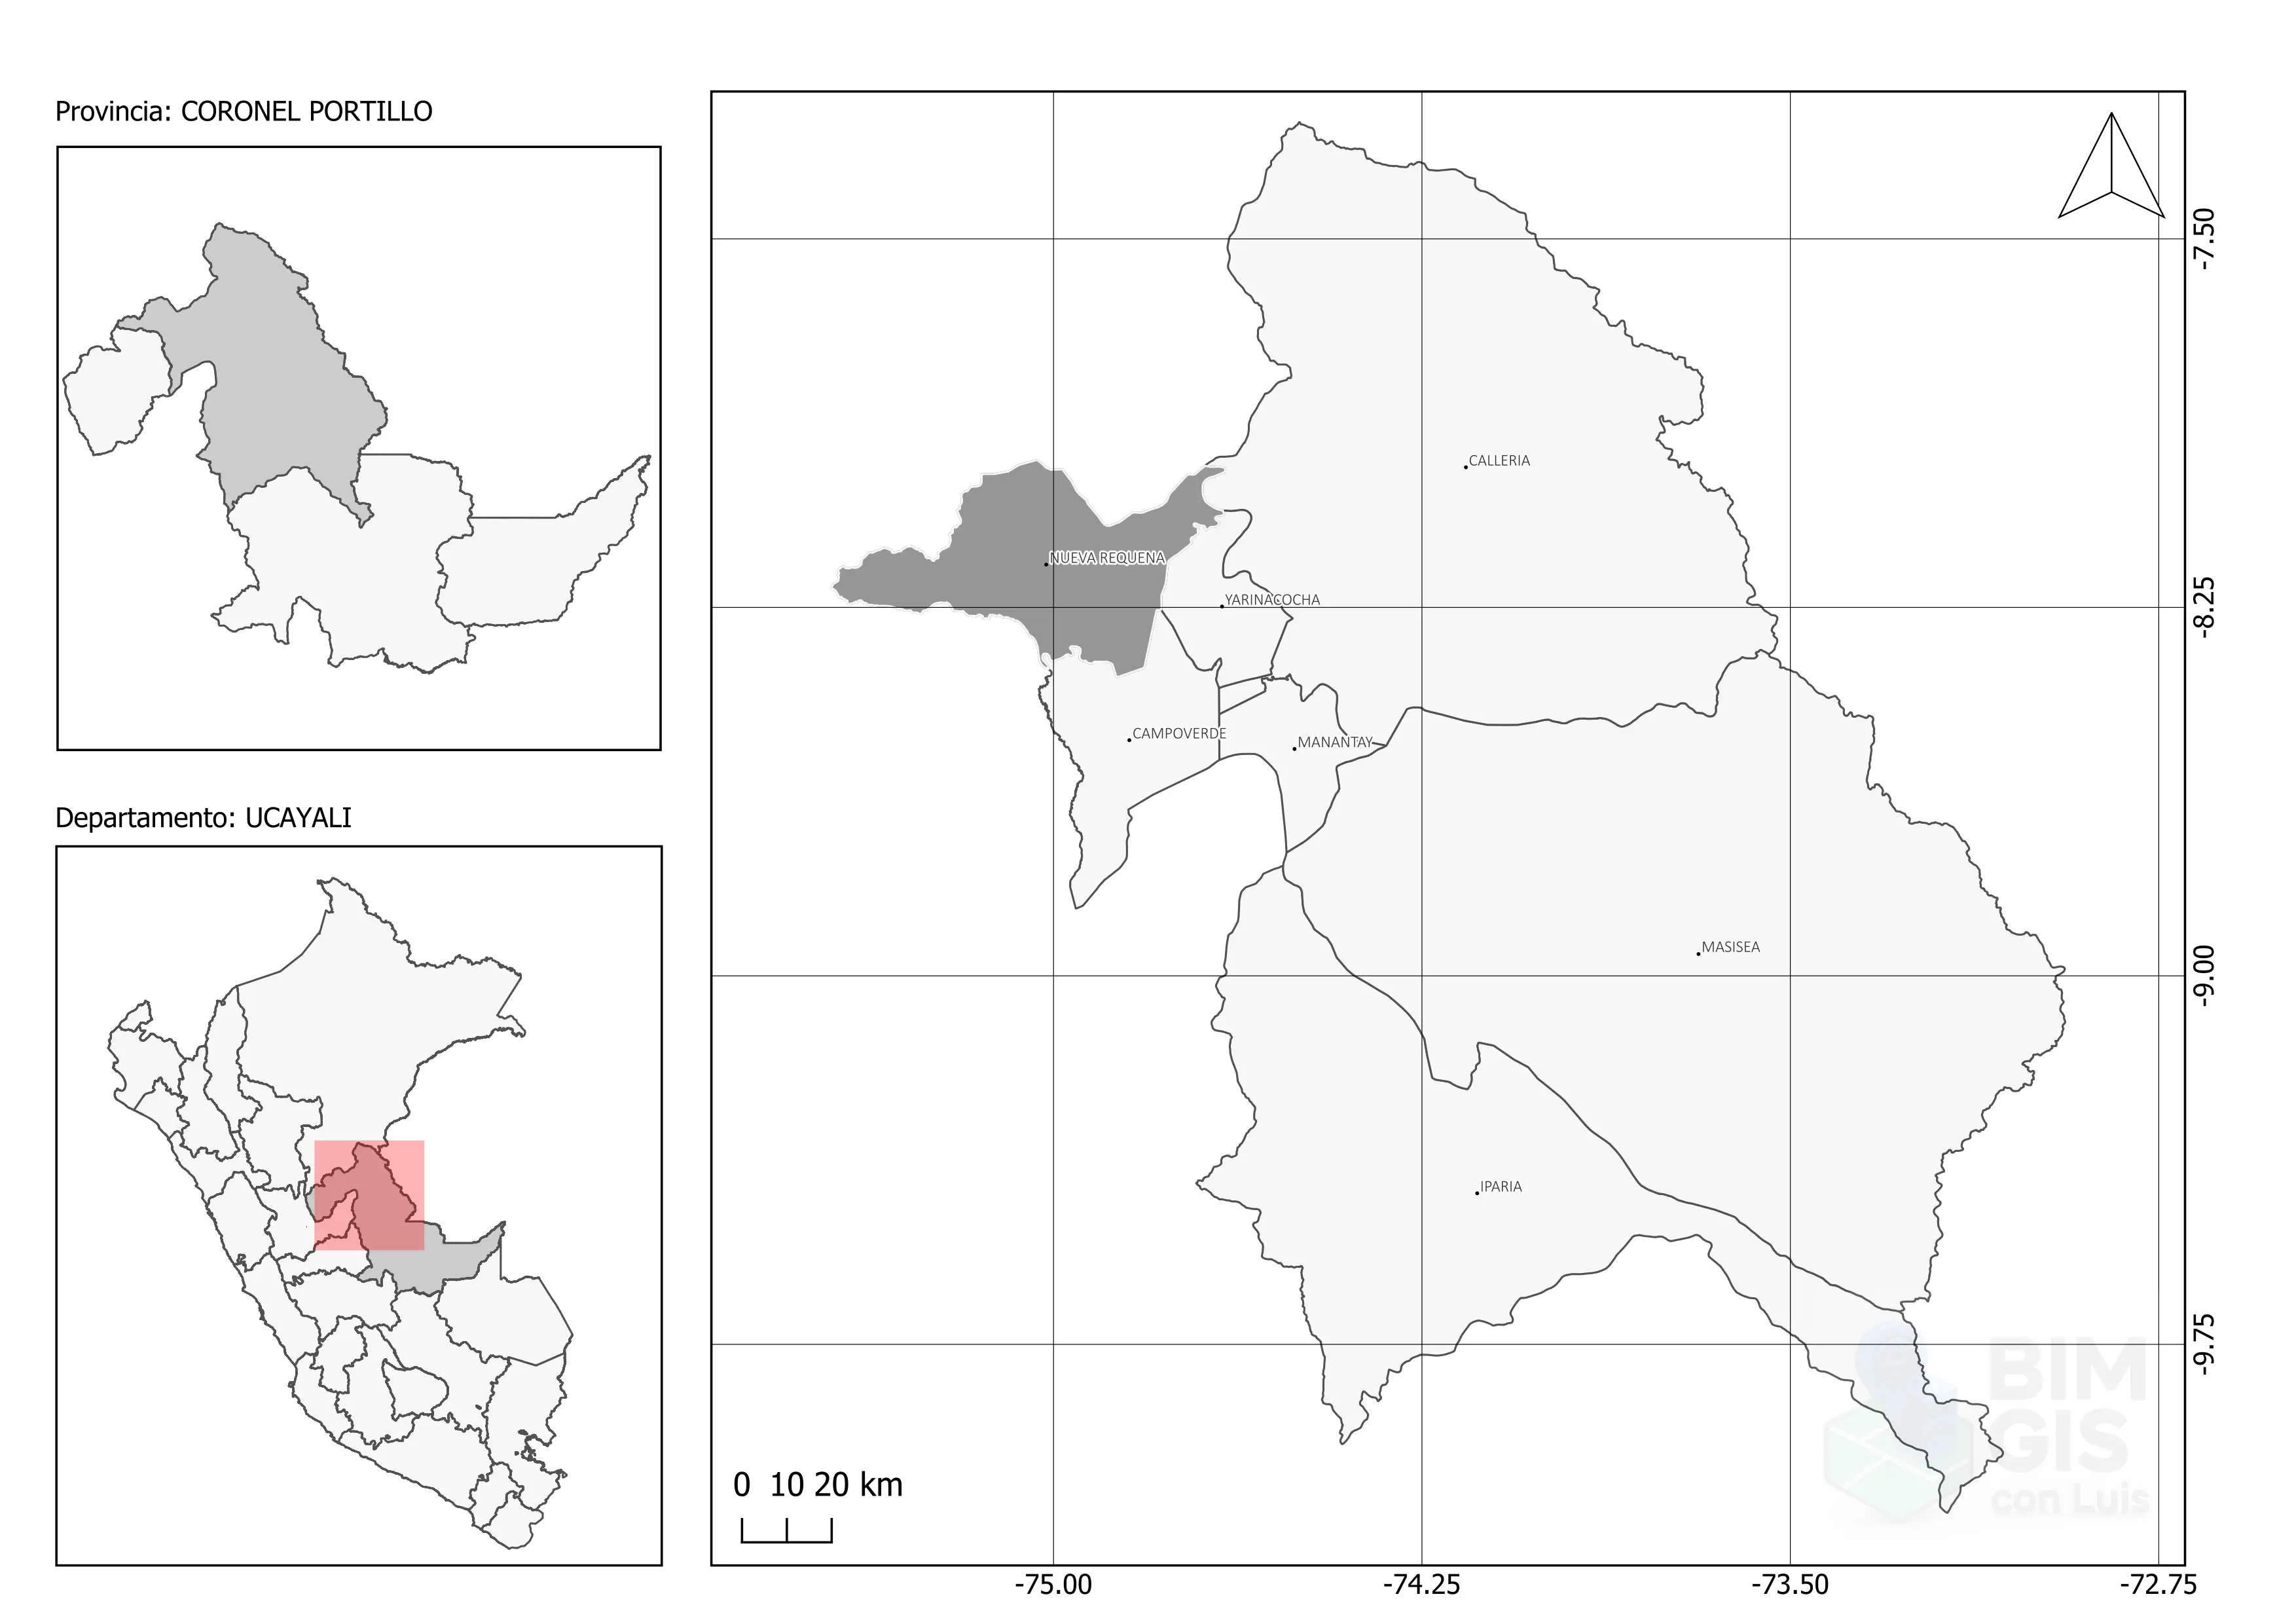 Provincia: CORONEL PORTILLO
Departamento: UCAYALI
CALLERIA
NUEVA REQUENA
YARINACOCHA
CAMPOVERDE
MANANTAY
MASISEA
IPARIA
-7.50
-8.25
-9.00
-9.75
0 10 20 km
BIM
GIS
con Luis
-75.00
-74.25
-73.50
-72.75